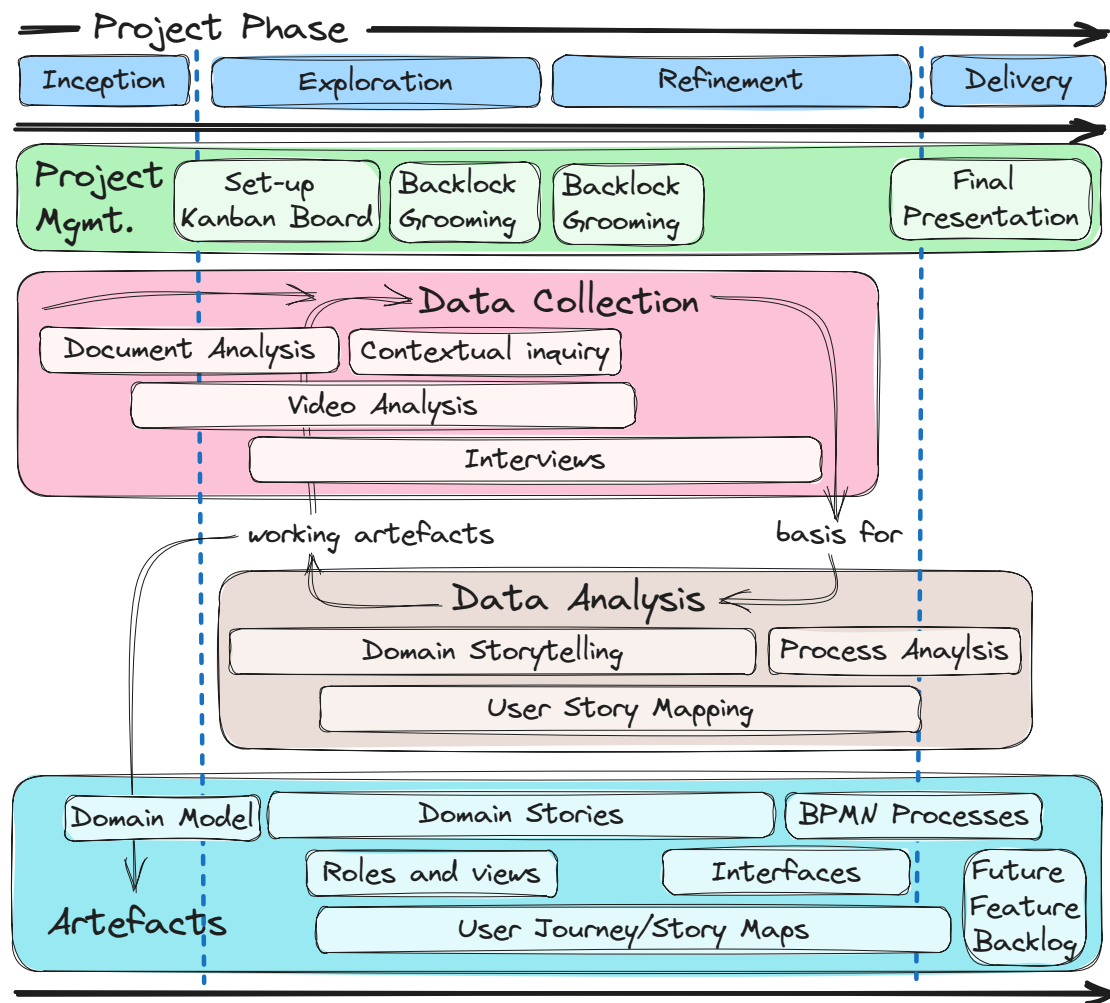 Project Phase
Inception
Exploration
Refinement
Delivery
Project
Mgmt.
Set-up
Kanban Board
Backlock
Grooming
Backlock
Grooming
Final
Presentation
Data Collection
Document Analysis
Contextual inquiry
Video Analysis
Interviews
working artefacts
basis for
Data Analysis
Domain Storytelling
Process Anaylsis
User Story Mapping
Domain Model
Domain Stories
BPMN Processes
Roles and views
Interfaces
Future
Feature
Backlog
Artefacts
User Journey/Story Maps